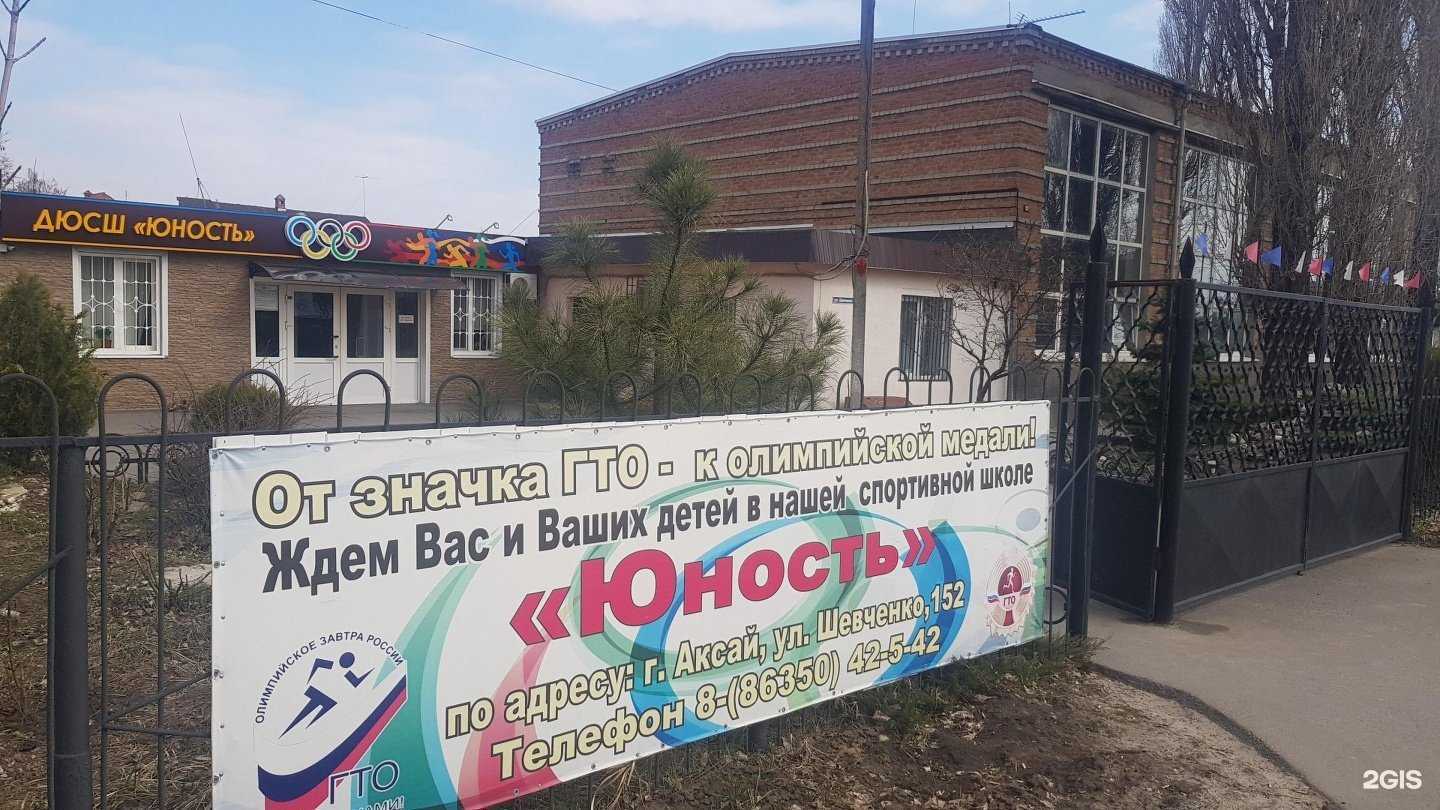 ДЮСШ «ЮНОСТЬ»
От значка ГТО - к олимпийской медали!
Ждем Вас и Ваших детей в нашей спортивной школе
«Юность»
по адресу: г. Аксай, ул. Шевченко,152
Телефон 8-(86350) 42-5-42
ОЛИМПИЙСКОЕ ЗАВТРА РОССИИ
ГТО
ГТО
2GIS